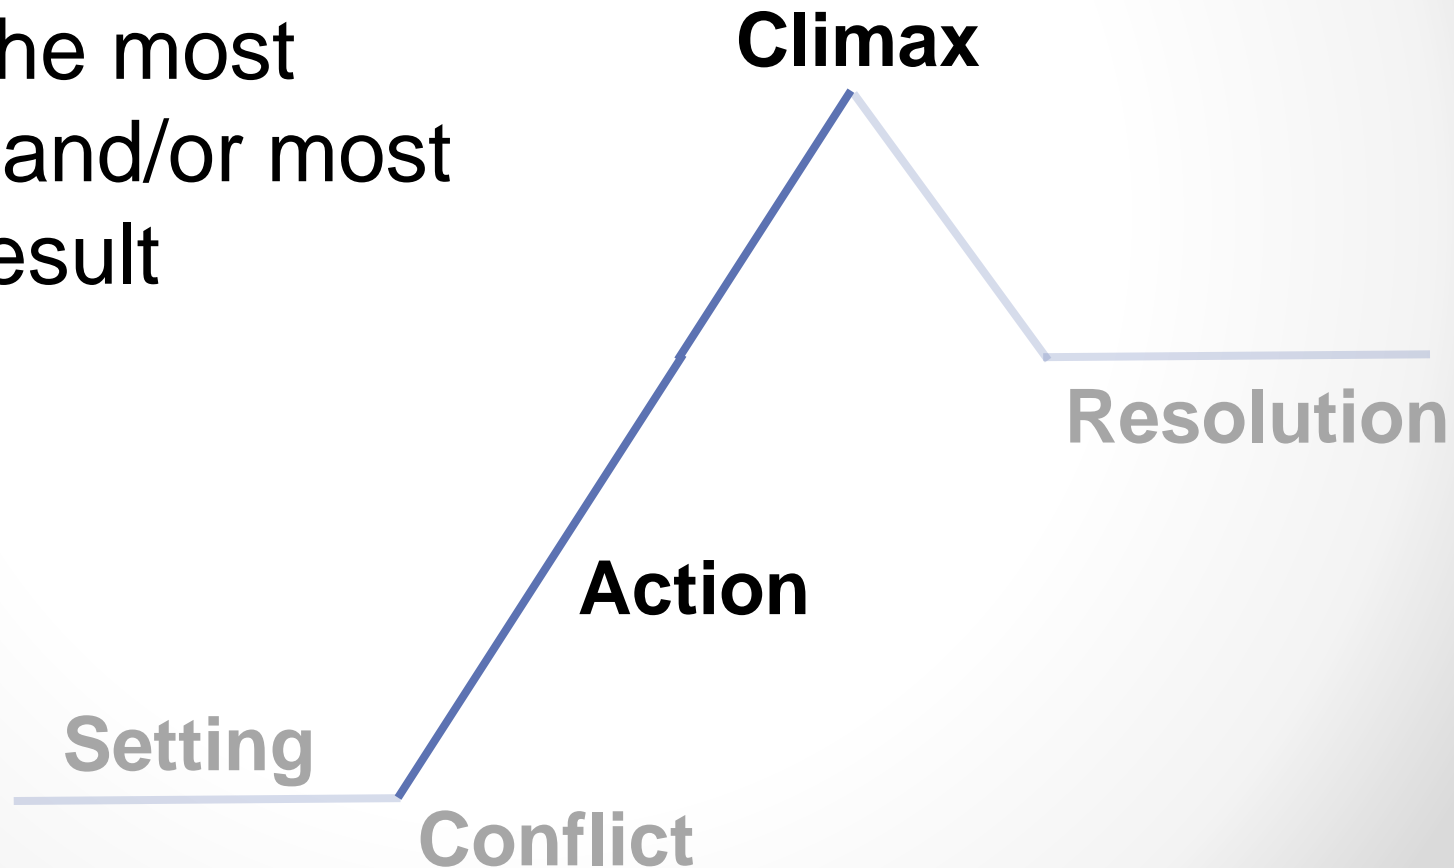 he most
and/or most
esult
Climax
Resolution
Action
Setting
Conflict